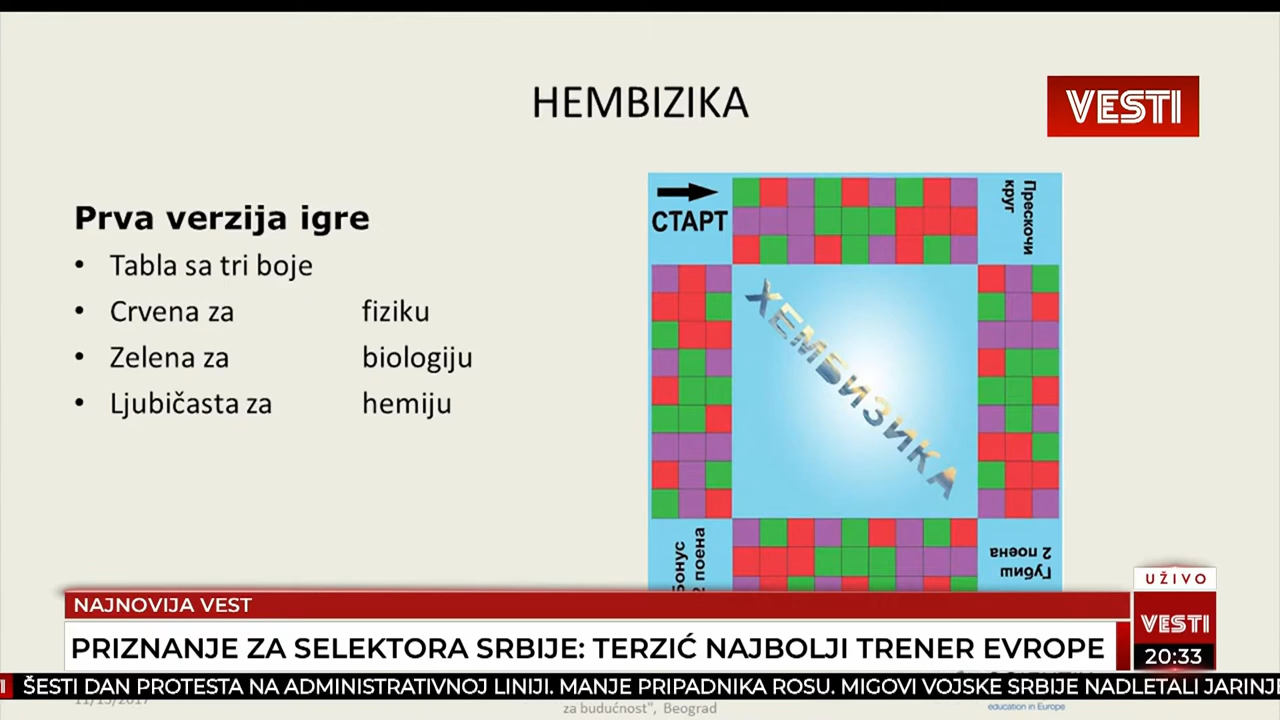 HEMBIZIKA
VESTI
Prva verzija igre
• Tabla sa tri boje
• Crvena za fiziku
• Zelena za biologiju
• Ljubičasta za hemiju
СТАРТ
Прескочи
круг
ХЕМБИЗИКА
Бонус
2 поена
Губиш
2 поена
UŽIVO
NAJNOVIJA VEST
VESTI
PRIZNANJE ZA SELEKTORA SRBIJE: TERZIĆ NAJBOLJI TRENER EVROPE
20:33
ŠESTI DAN PROTESTA NA ADMINISTRATIVNOJ LINIJI. MANJE PRIPADNIKA ROSU. MIGOVI VOJSKE SRBIJE NADLETALI JARINJE
za budućnost", Beograd
education in Europe